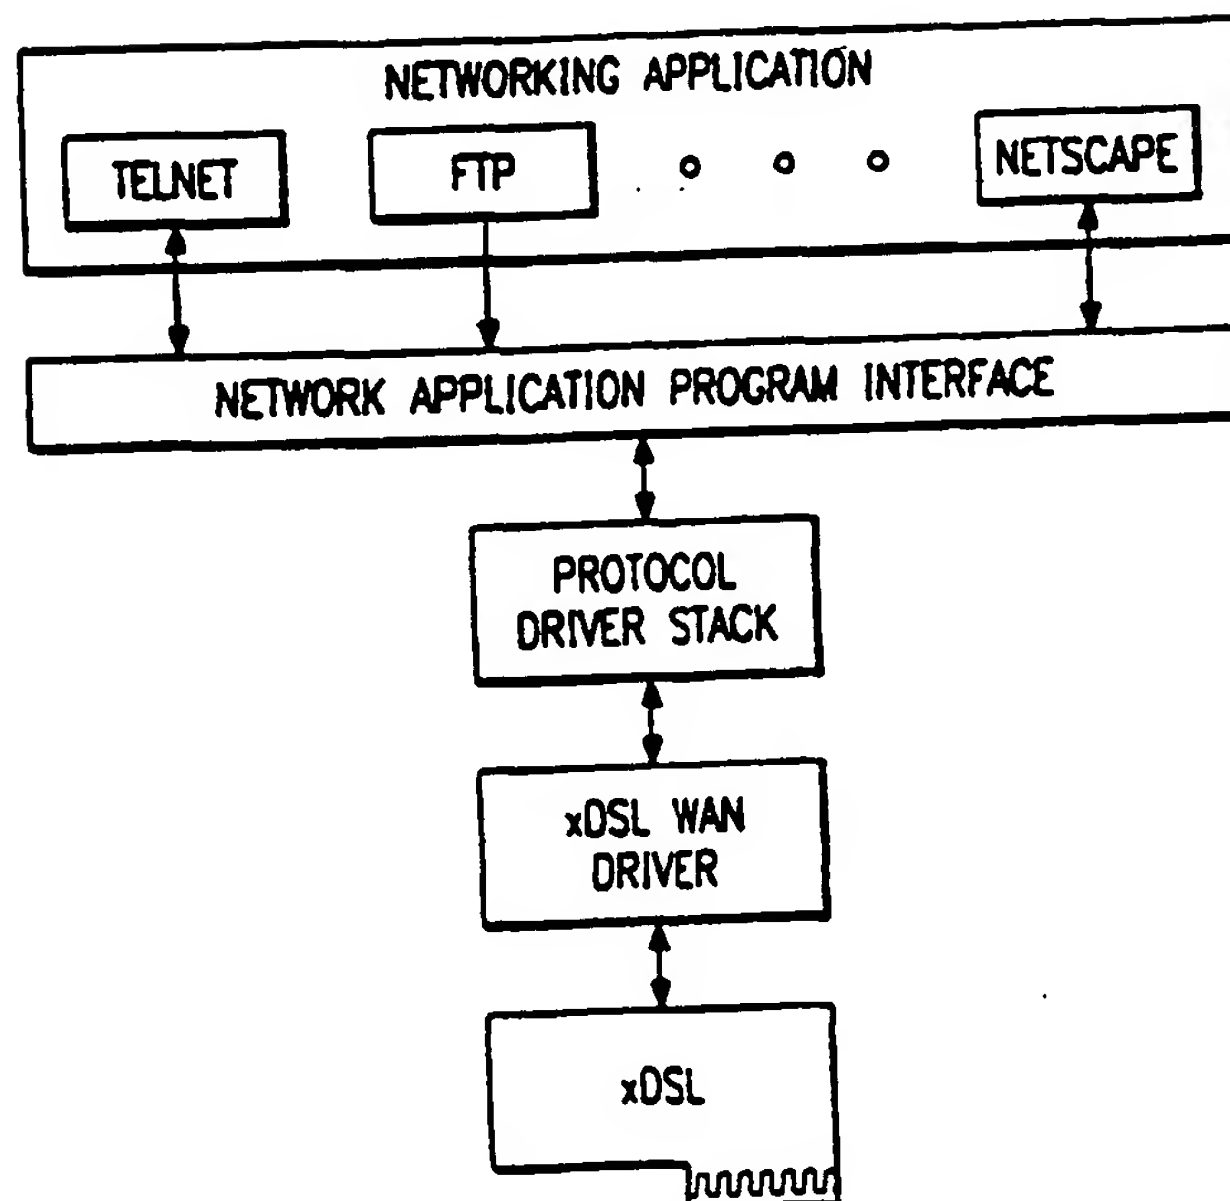 NETWORKING APPLICATION
TELNET
FTP
NETSCAPE
NETWORK APPLICATION PROGRAM INTERFACE
PROTOCOL
DRIVER STACK
xDSL WAN
DRIVER
xDSL